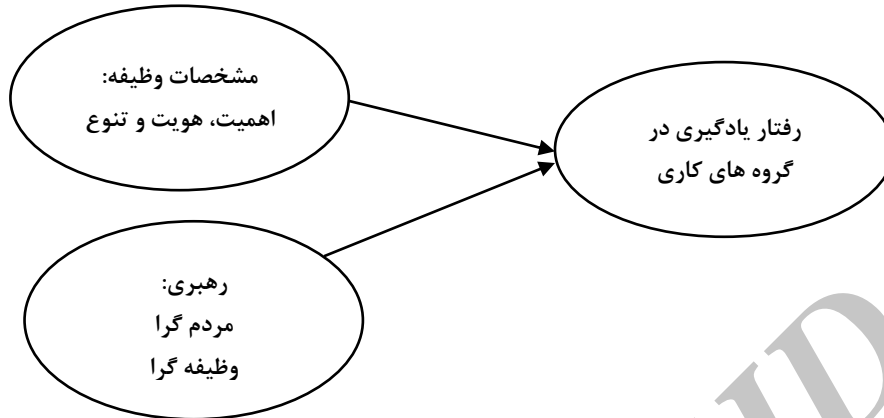 مشخصات وظیفه:
اهمیت، هویت و تنوع
رفتار یادگیری در
گروه های کاری
رهبری:
مردم گرا
وظیفه گرا